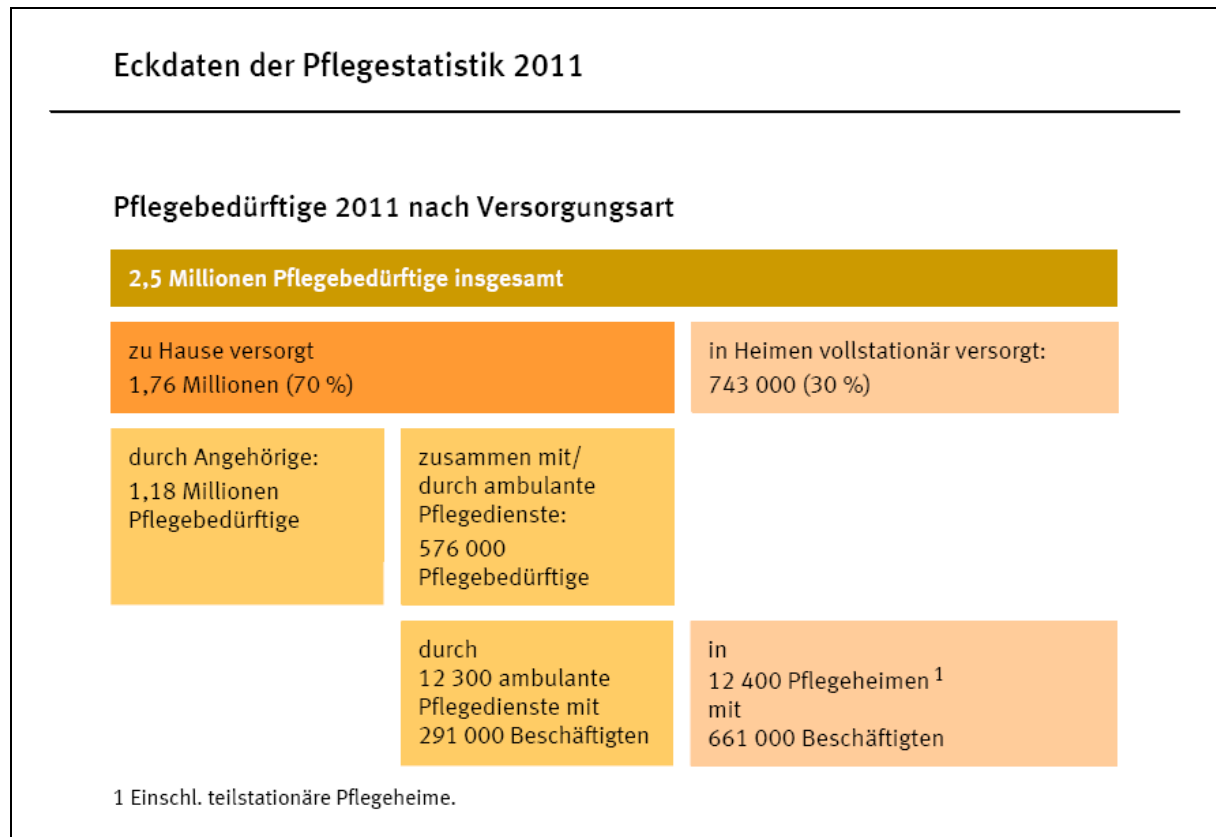 Eckdaten der Pflegestatistik 2011
Pflegebedürftige 2011 nach Versorgungsart
2,5 Millionen Pflegebedürftige insgesamt
zu Hause versorgt
1,76 Millionen (70 %)
in Heimen vollstationär versorgt:
743 000 (30 %)
durch Angehörige:
1,18 Millionen
Pflegebedürftige
zusammen mit/
durch ambulante
Pflegedienste:
576 000
Pflegebedürftige
durch
12 300 ambulante
Pflegedienste mit
291 000 Beschäftigten
in
12 400 Pflegeheimen 1
mit
661 000 Beschäftigten
1 Einschl. teilstationäre Pflegeheime.